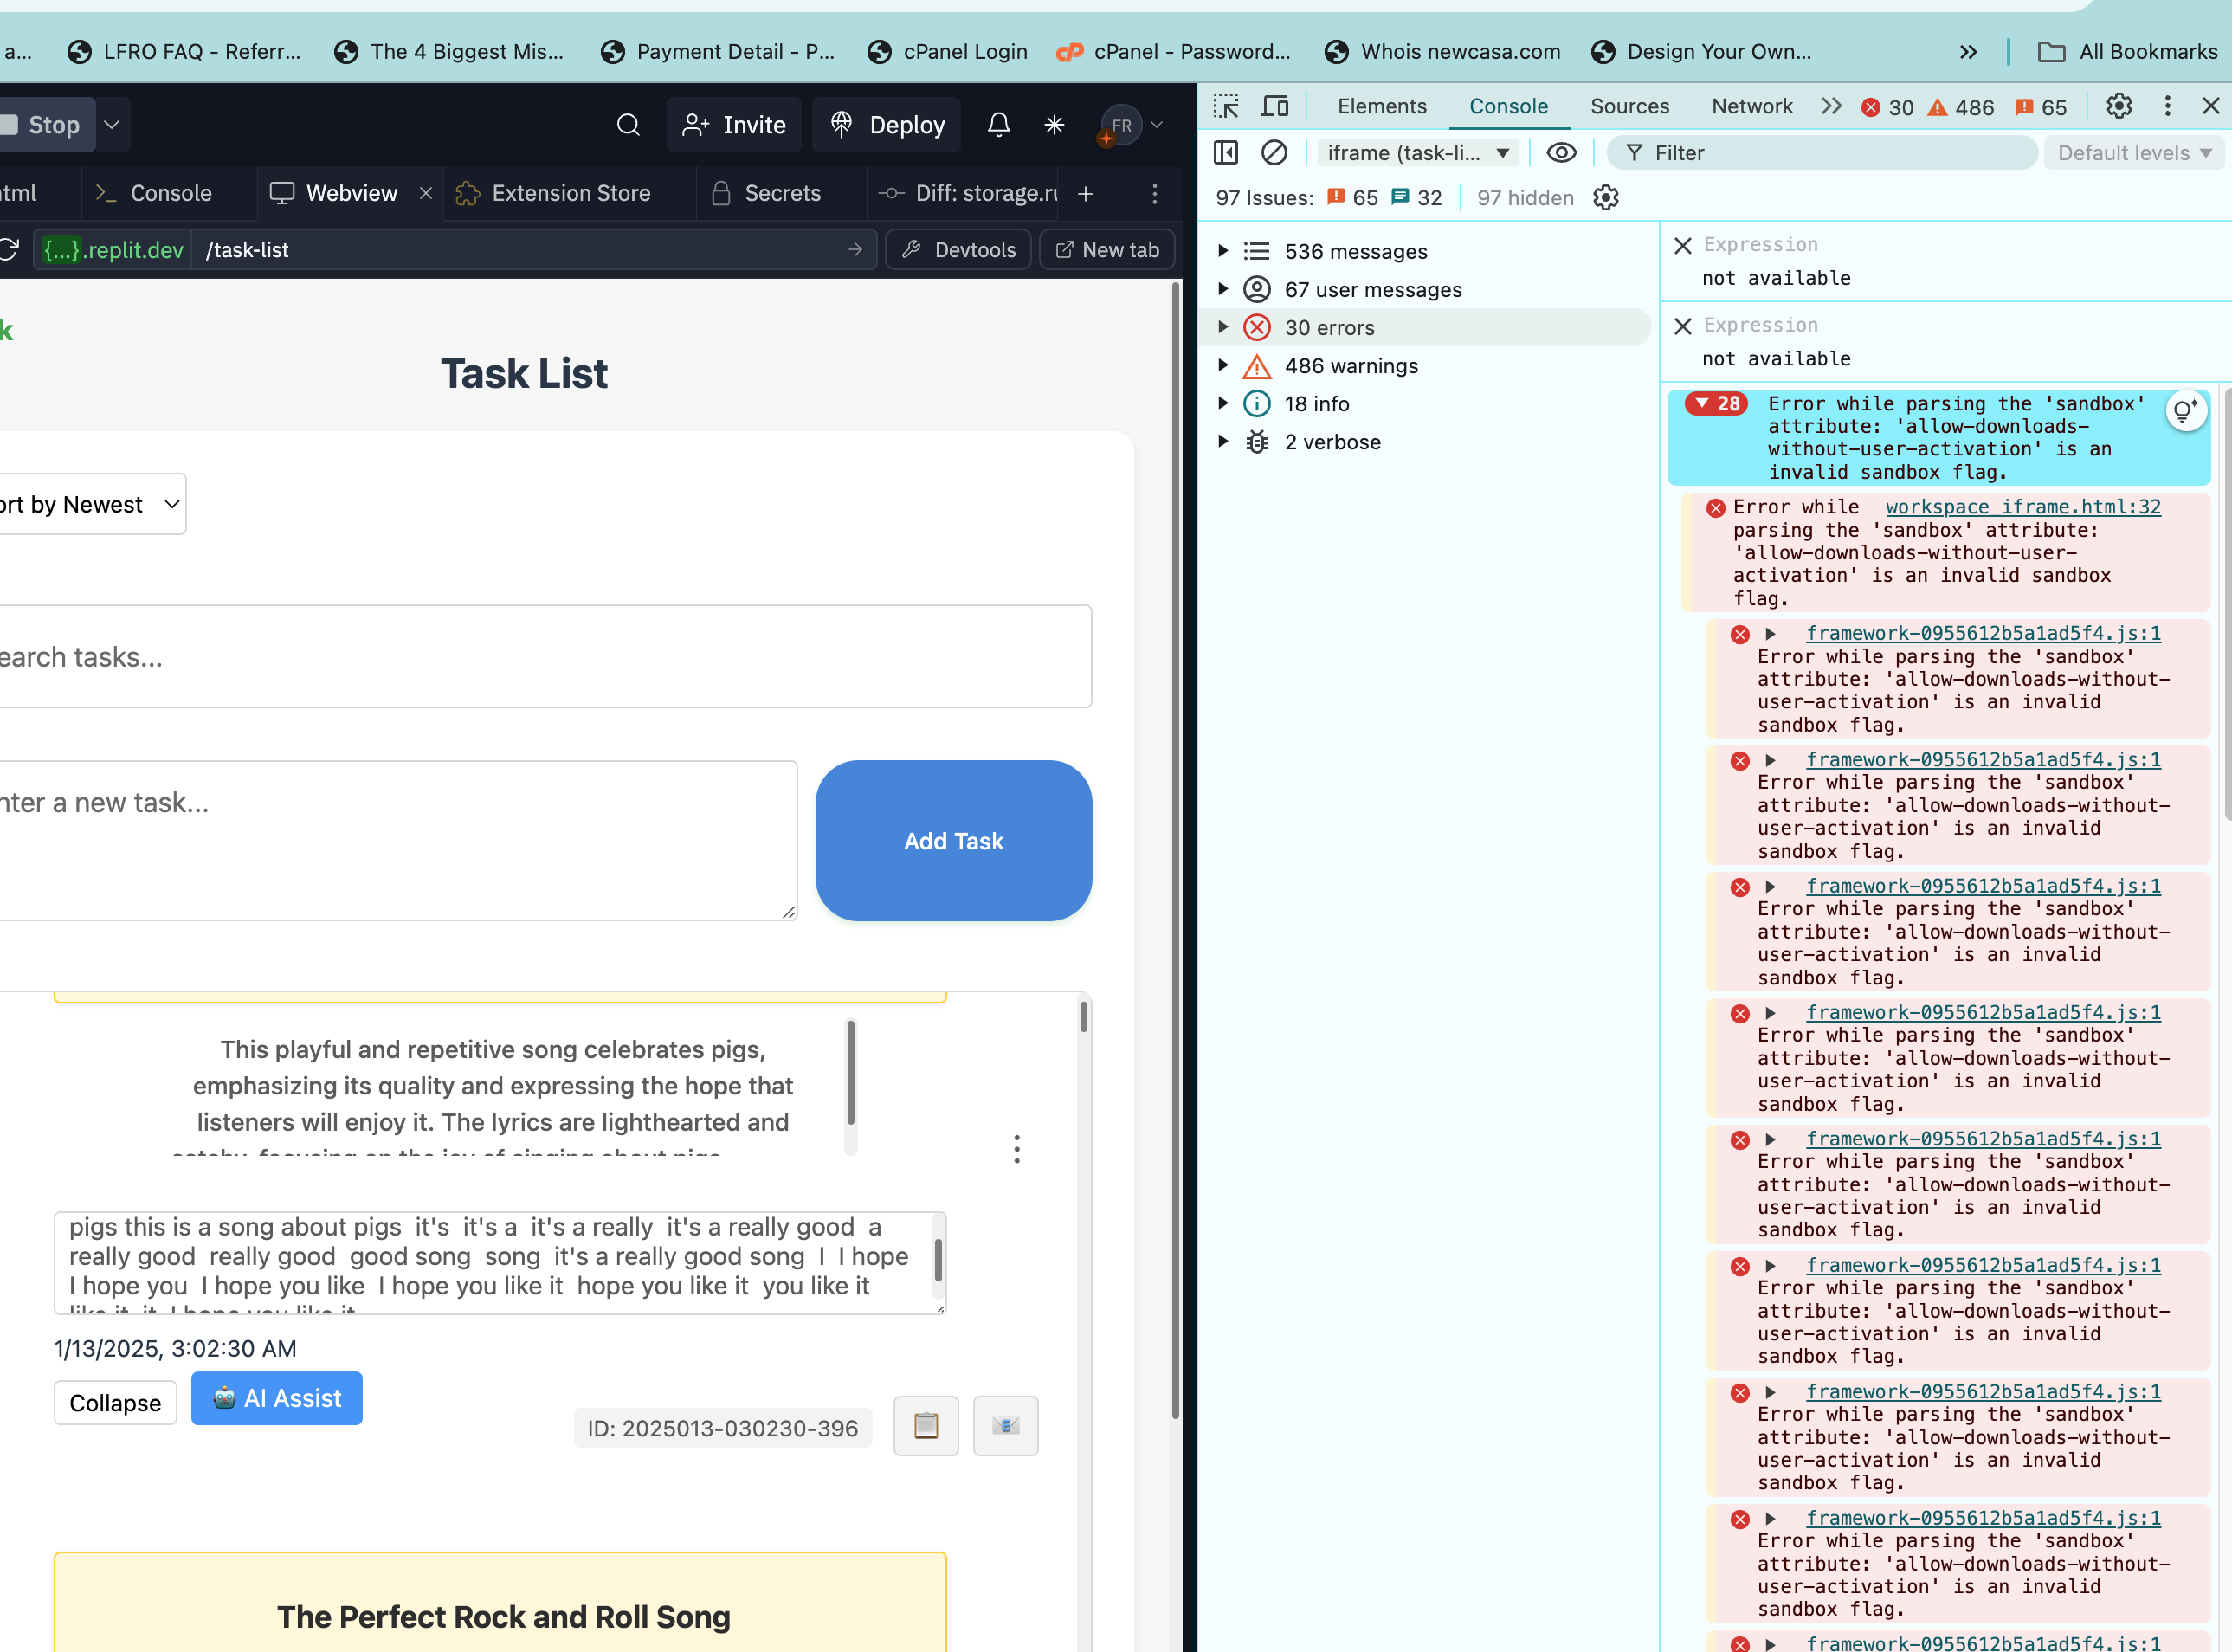 a...
LFRO FAQ - Referr...
The 4 Biggest Mis...
Payment Detail - P...
cPanel Login
cPanel - Password...
Whois newcasa.com
Design Your Own...
All Bookmarks
Stop
Invite
Deploy
FR
tml
Console
Webview
Extension Store
Secrets
Diff: storage.ru
{...}.replit.dev
/task-list
Devtools
New tab
k
Task List
ort by Newest
earch tasks...
nter a new task...
Add Task
This playful and repetitive song celebrates pigs,
emphasizing its quality and expressing the hope that
listeners will enjoy it. The lyrics are lighthearted and
catchy, focusing on the joy of singing about pigs.
pigs this is a song about pigs  it's  it's a  it's a really  it's a really good  a
really good  really good  good song  song  it's a really good song  I  I hope
I hope you  I hope you like  I hope you like it  hope you like it  you like it
like it  it  I hope you like it
1/13/2025, 3:02:30 AM
Collapse
AI Assist
ID: 2025013-030230-396
The Perfect Rock and Roll Song
Elements
Console
Sources
Network
30
486
65
iframe (task-li...
Filter
Default levels
97 Issues:
65
32
97 hidden
536 messages
67 user messages
30 errors
486 warnings
18 info
2 verbose
Expression
not available
Expression
not available
28
Error while parsing the 'sandbox'
attribute: 'allow-downloads-
without-user-activation' is an
invalid sandbox flag.
Error while workspace_iframe.html:32
parsing the 'sandbox' attribute:
'allow-downloads-without-user-
activation' is an invalid sandbox
flag.
framework-0955612b5a1ad5f4.js:1
Error while parsing the 'sandbox'
attribute: 'allow-downloads-without-
user-activation' is an invalid
sandbox flag.
framework-0955612b5a1ad5f4.js:1
Error while parsing the 'sandbox'
attribute: 'allow-downloads-without-
user-activation' is an invalid
sandbox flag.
framework-0955612b5a1ad5f4.js:1
Error while parsing the 'sandbox'
attribute: 'allow-downloads-without-
user-activation' is an invalid
sandbox flag.
framework-0955612b5a1ad5f4.js:1
Error while parsing the 'sandbox'
attribute: 'allow-downloads-without-
user-activation' is an invalid
sandbox flag.
framework-0955612b5a1ad5f4.js:1
Error while parsing the 'sandbox'
attribute: 'allow-downloads-without-
user-activation' is an invalid
sandbox flag.
framework-0955612b5a1ad5f4.js:1
Error while parsing the 'sandbox'
attribute: 'allow-downloads-without-
user-activation' is an invalid
sandbox flag.
framework-0955612b5a1ad5f4.js:1
Error while parsing the 'sandbox'
attribute: 'allow-downloads-without-
user-activation' is an invalid
sandbox flag.
framework-0955612b5a1ad5f4.js:1
Error while parsing the 'sandbox'
attribute: 'allow-downloads-without-
user-activation' is an invalid
sandbox flag.
framework-0955612b5a1ad5f4.js:1